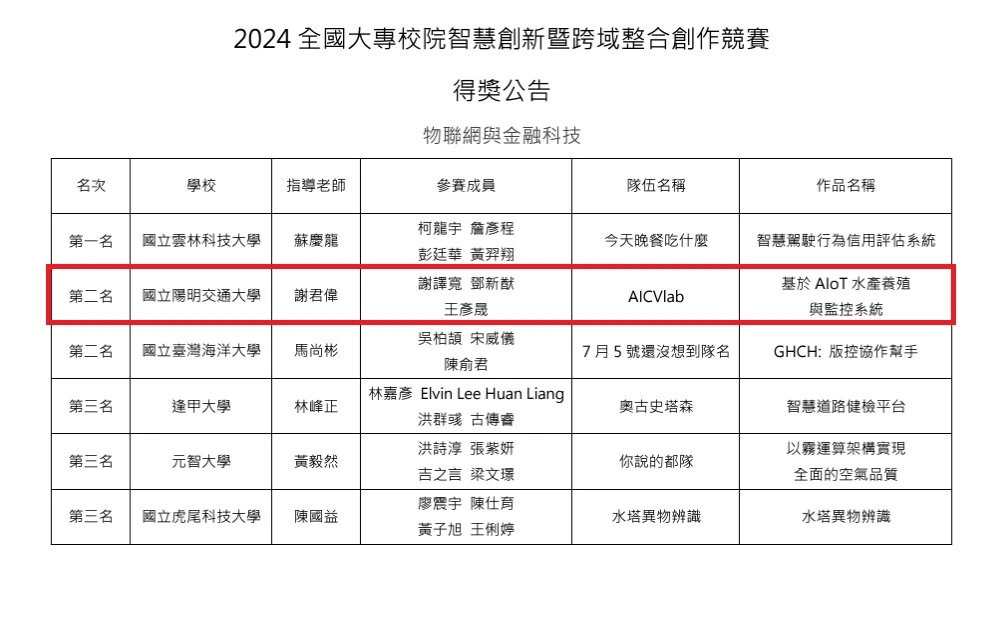 2024 全國大專校院智慧創新暨跨域整合創作競賽
得獎公告
物聯網與金融科技
名次 學校 指導老師 參賽成員 隊伍名稱 作品名稱
第一名 國立雲林科技大學 蘇慶龍 柯龍宇 詹彥程 今天晚餐吃什麼 智慧駕駛行為信用評估系統
彭廷華 黃羿翔
第二名 國立陽明交通大學 謝君偉 謝譯寬 鄧新猷 AICVlab 基於 AIoT 水產養殖
王彥晟 與監控系統
第二名 國立臺灣海洋大學 馬尚彬 吳柏頡 宋威儀 7 月 5 號還沒想到隊名 GHCH: 版控協作幫手
陳俞君
第三名 逢甲大學 林峰正 林嘉彥 Elvin Lee Huan Liang 奧古史塔森 智慧道路健檢平台
洪群彧 古傳睿
第三名 元智大學 黃毅然 洪詩淳 張紫妍 你說的都隊 以霧運算架構實現
吉之言 梁文璟 全面的空氣品質
第三名 國立虎尾科技大學 陳國益 廖震宇 陳仕育 水塔異物辨識 水塔異物辨識
黃子旭 王俐婷